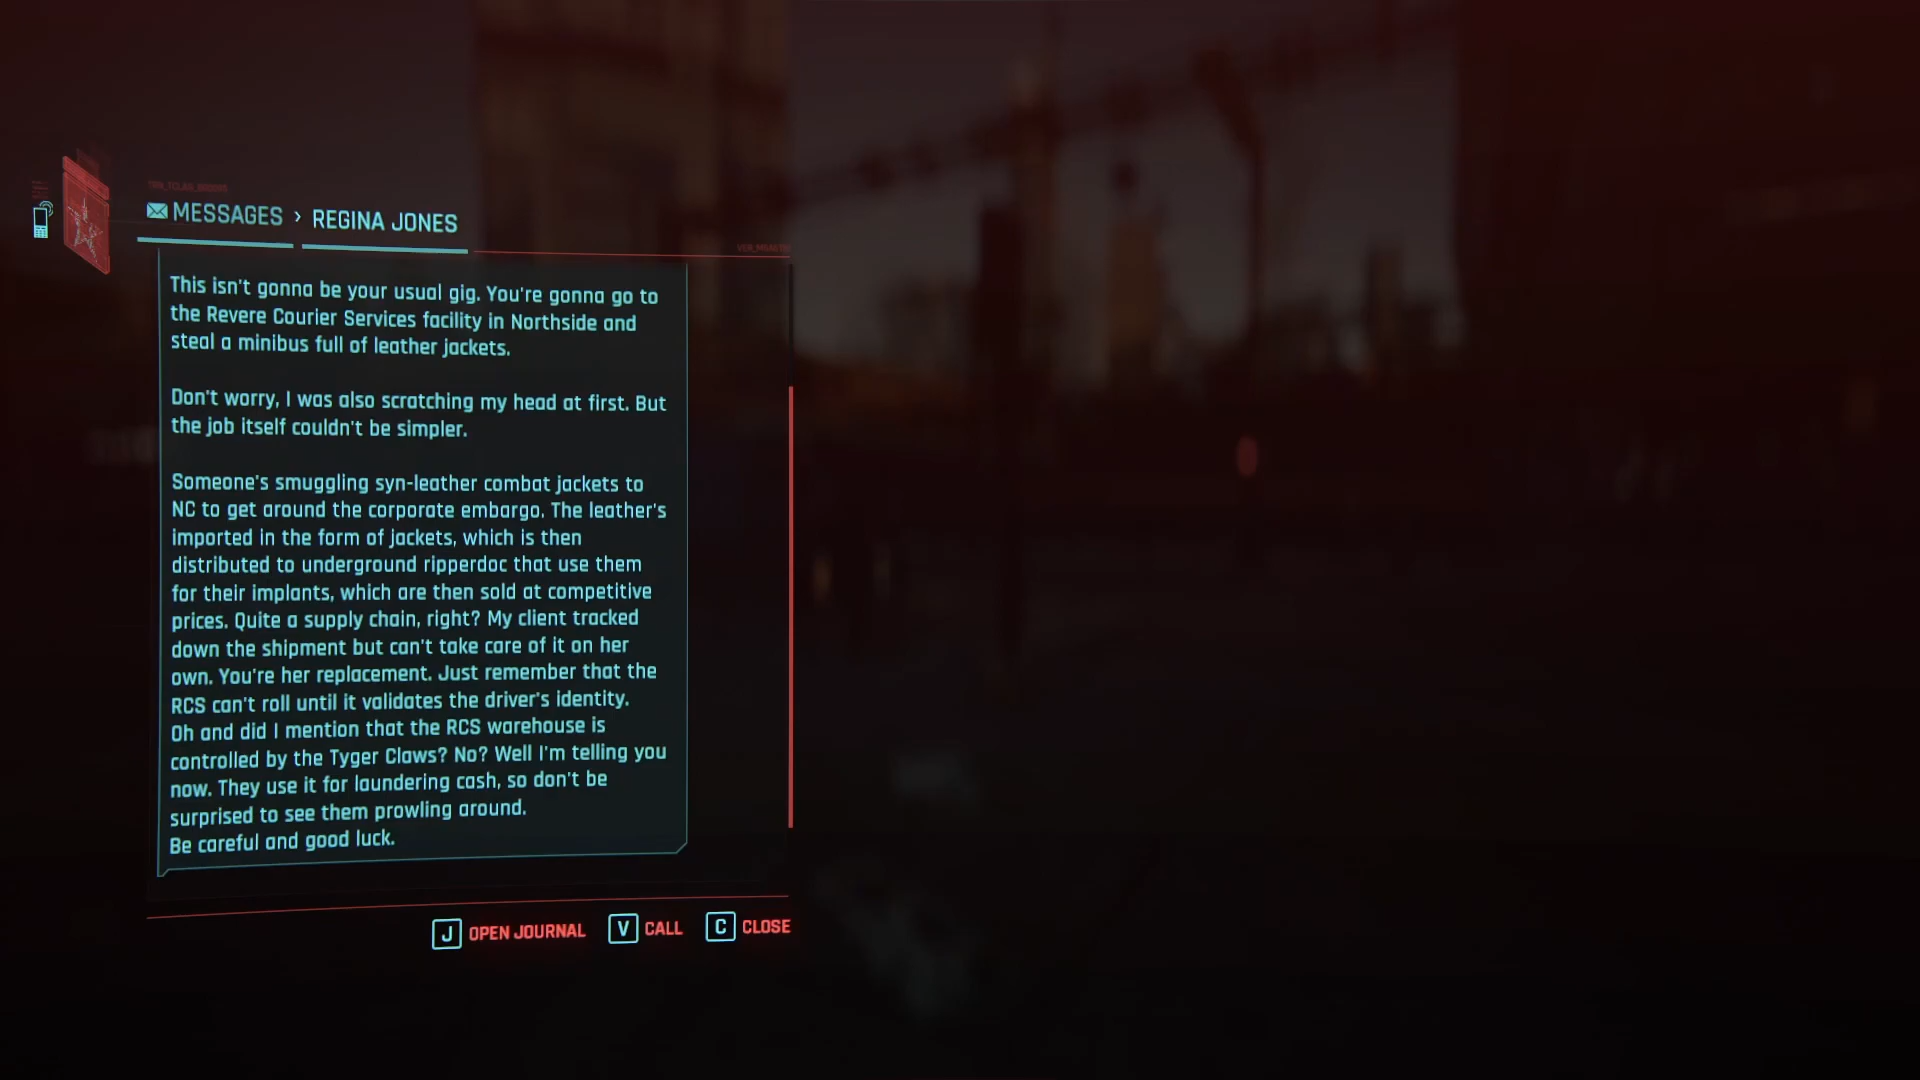 MESSAGES › REGINA JONES
This isn't gonna be your usual gig. You're gonna go to
the Revere Courier Services facility in Northside and
steal a minibus full of leather jackets.
Don't worry, I was also scratching my head at first. But
the job itself couldn't be simpler.
Someone's smuggling syn-leather combat jackets to
NC to get around the corporate embargo. The leather's
imported in the form of jackets, which is then
distributed to underground ripperdoc that use them
for their implants, which are then sold at competitive
prices. Quite a supply chain, right? My client tracked
down the shipment but can't take care of it on her
own. You're her replacement. Just remember that the
RCS can't roll until it validates the driver's identity.
Oh and did I mention that the RCS warehouse is
controlled by the Tyger Claws? No? Well I'm telling you
now. They use it for laundering cash, so don't be
surprised to see them prowling around.
Be careful and good luck.
J OPEN JOURNAL V CALL C CLOSE